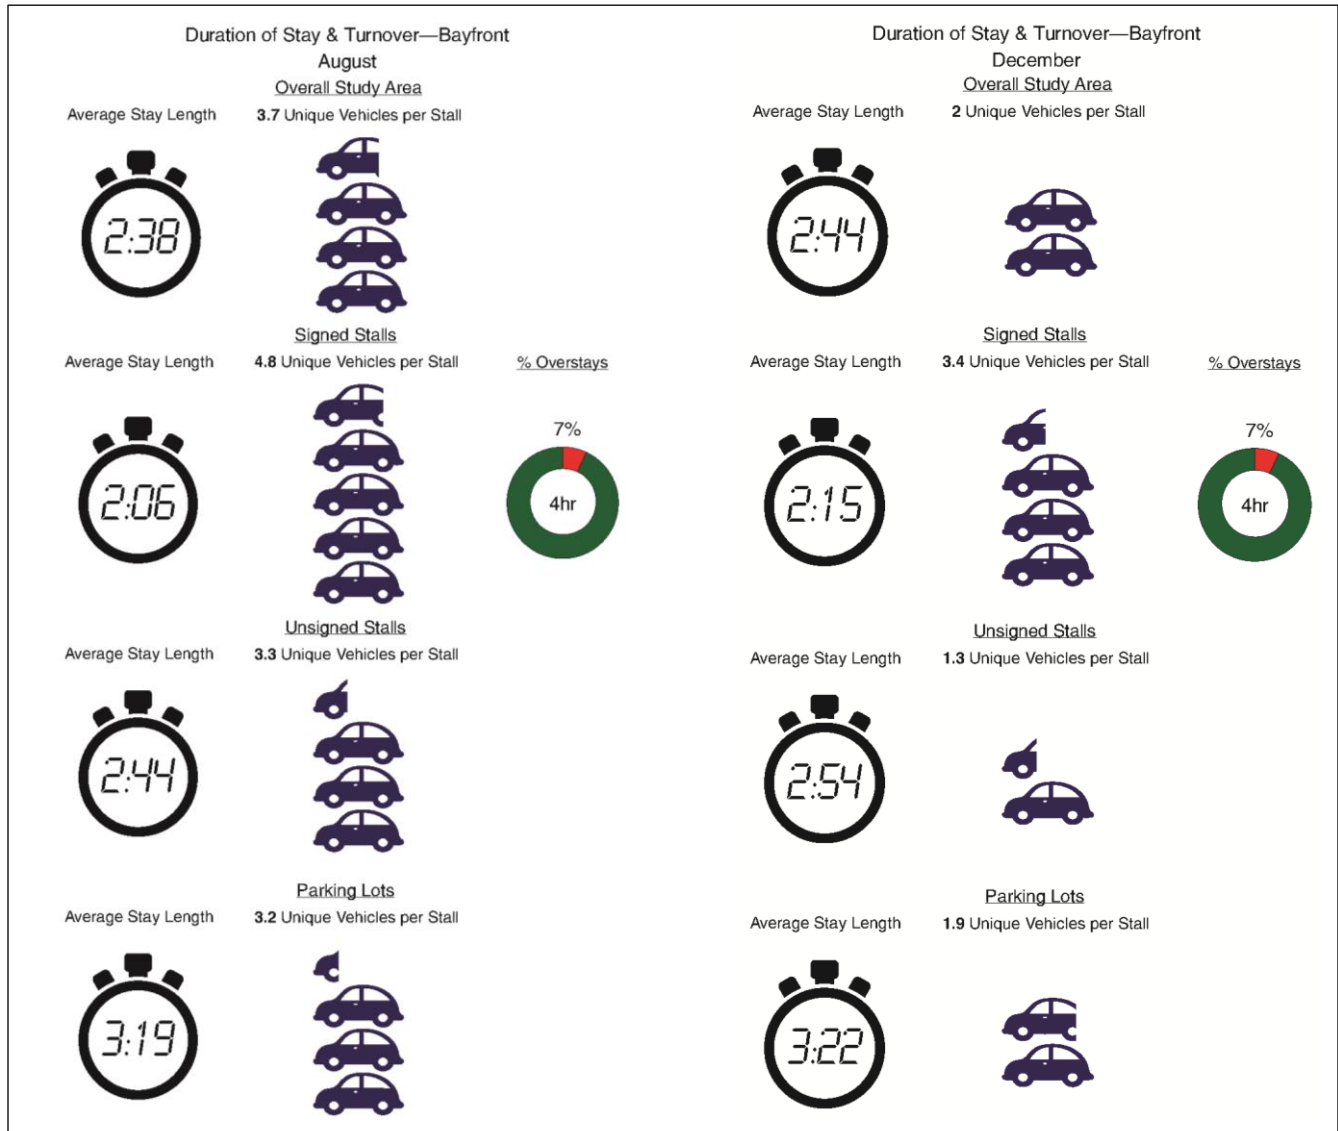 Duration of Stay & Turnover—Bayfront
August
Overall Study Area
Average Stay Length
3.7 Unique Vehicles per Stall
2:38
Signed Stalls
Average Stay Length
4.8 Unique Vehicles per Stall
% Overstays
2:06
7%
4hr
Unsigned Stalls
Average Stay Length
3.3 Unique Vehicles per Stall
2:44
Parking Lots
Average Stay Length
3.2 Unique Vehicles per Stall
3:19
Duration of Stay & Turnover—Bayfront
December
Overall Study Area
Average Stay Length
2 Unique Vehicles per Stall
2:44
Signed Stalls
Average Stay Length
3.4 Unique Vehicles per Stall
% Overstays
2:15
7%
4hr
Unsigned Stalls
Average Stay Length
1.3 Unique Vehicles per Stall
2:54
Parking Lots
Average Stay Length
1.9 Unique Vehicles per Stall
3:22